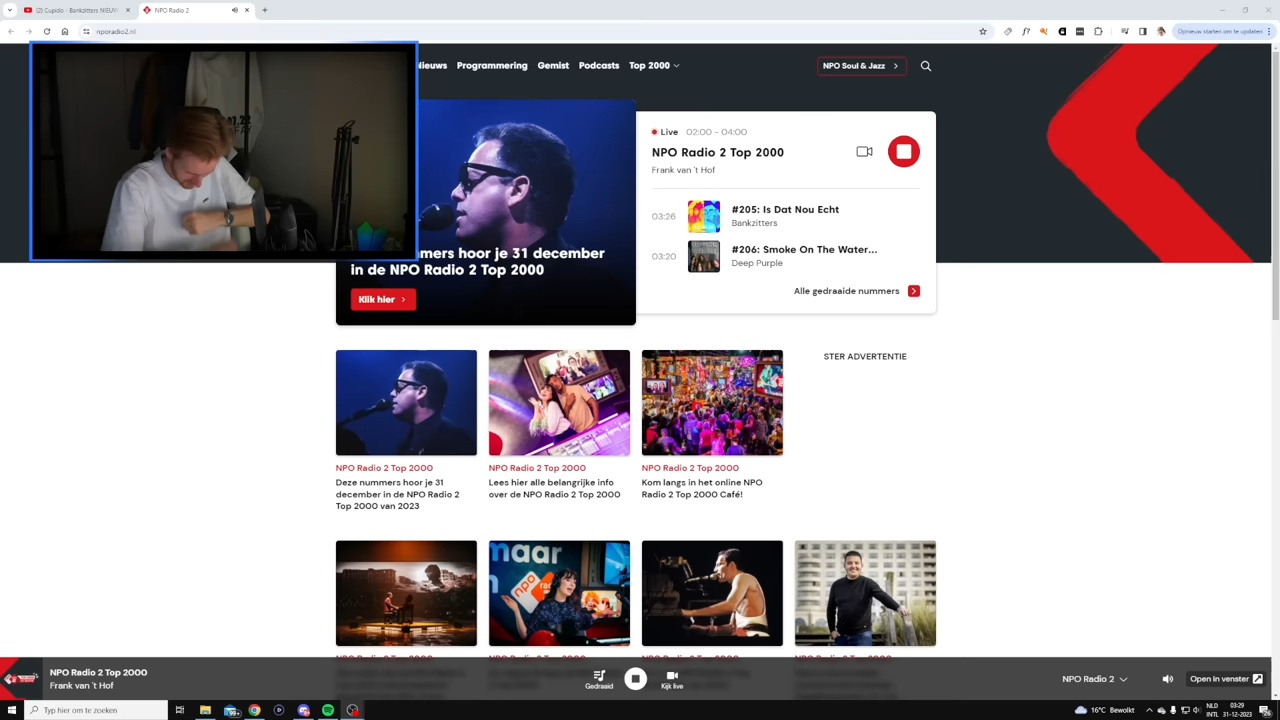 (2) Cupido - Bankzitters NIEUW
NPO Radio 2
nporadio2.nl
Opnieuw starten om te updaten
Nieuws
Programmering
Gemist
Podcasts
Top 2000
NPO Soul & Jazz
mmers hoor je 31 december
in de NPO Radio 2 Top 2000
Klik hier
Live 02:00 - 04:00
NPO Radio 2 Top 2000
Frank van 't Hof
03:26
#205: Is Dat Nou Echt
Bankzitters
03:20
#206: Smoke On The Water...
Deep Purple
Alle gedraaide nummers
STER ADVERTENTIE
NPO Radio 2 Top 2000
Deze nummers hoor je 31
december in de NPO Radio 2
Top 2000 van 2023
NPO Radio 2 Top 2000
Lees hier alle belangrijke info
over de NPO Radio 2 Top 2000
NPO Radio 2 Top 2000
Kom langs in het online NPO
Radio 2 Top 2000 Café!
maar
npo
radio2
NPO Radio 2 Top 2000
Frank van 't Hof
Gedraaid
Kijk live
NPO Radio 2
Open in venster
Typ hier om te zoeken
16°C Bewolkt
NLD
INTL
03:29
31-12-2023